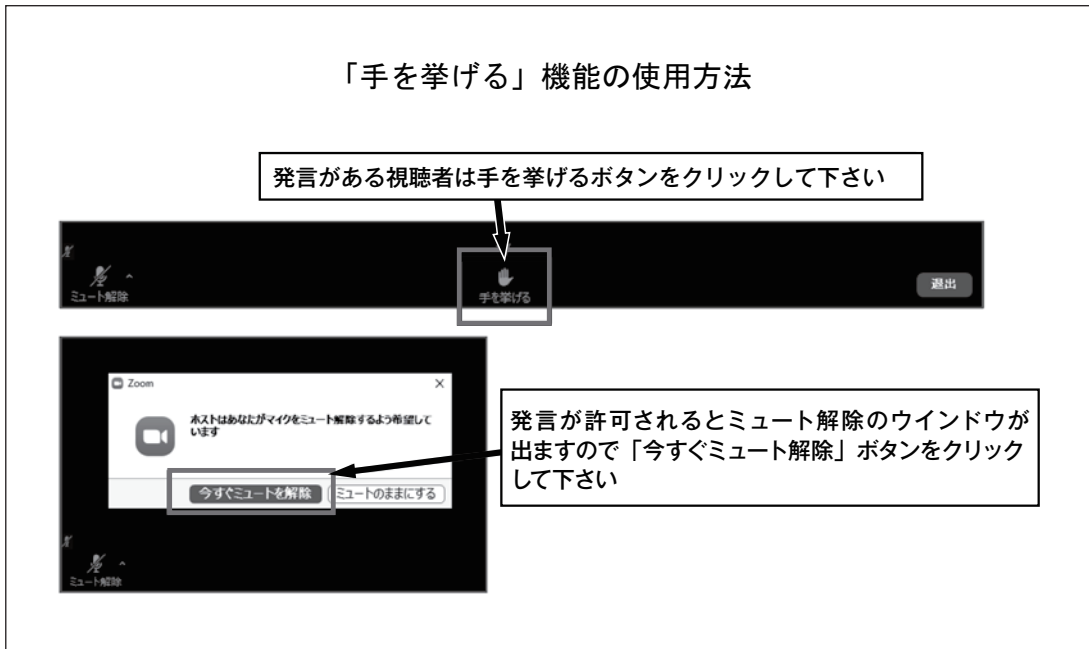 「手を挙げる」機能の使用方法
発言がある視聴者は手を挙げるボタンをクリックして下さい
ミュート解除
手を挙げる
退出
Zoom
ホストはあなたがマイクをミュート解除するよう希望して
います
今すぐミュートを解除
ミュートのままにする
発言が許可されるとミュート解除のウインドウが
出ますので「今すぐミュート解除」ボタンをクリック
して下さい
ミュート解除